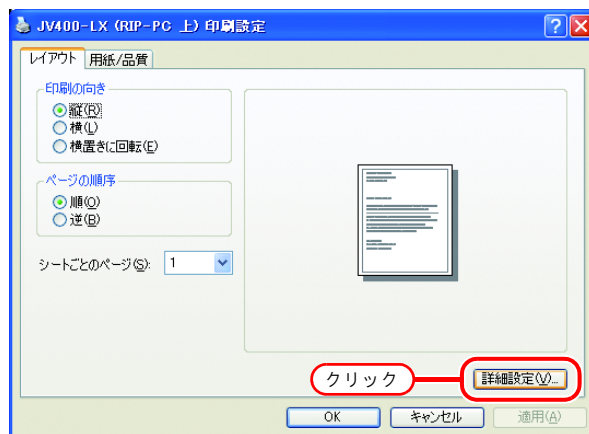 JV400-LX (RIP-PC 上) 印刷設定
レイアウト 用紙/品質
印刷の向き
縦(R)
横(L)
横置きに回転(E)
ページの順序
順(O)
逆(B)
シートごとのページ(S): 1
クリック 詳細設定(V)...
OK キャンセル 適用(A)